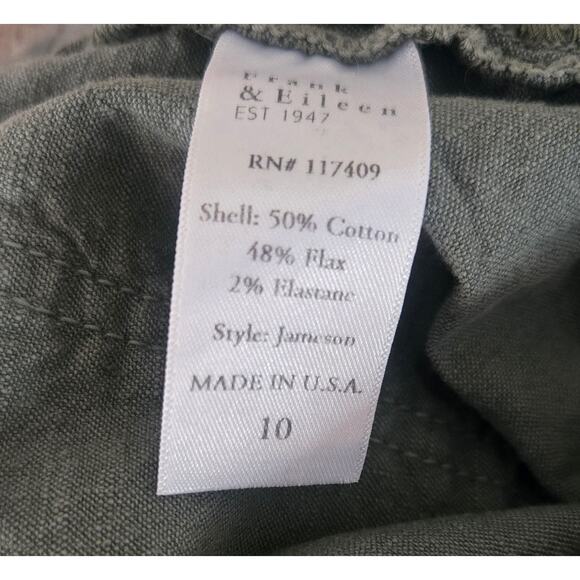 Frank
& Eileen
EST 1947
RN# 117409
Shell: 50% Cotton
48% Flax
2% Elastane
Style: Jameson
MADE IN U.S.A.
10